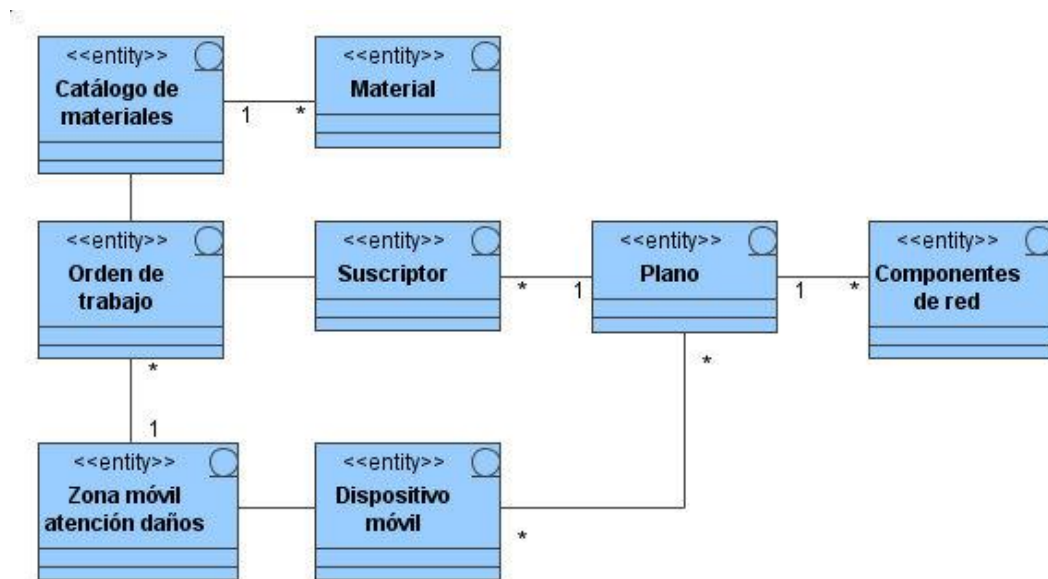 <<entity>>
Catálogo de
materiales
1
*
<<entity>>
Material
<<entity>>
Orden de
trabajo
<<entity>>
Suscriptor
*
1
<<entity>>
Plano
1
*
<<entity>>
Componentes
de red
*
1
*
<<entity>>
Zona móvil
atención daños
<<entity>>
Dispositivo
móvil
*